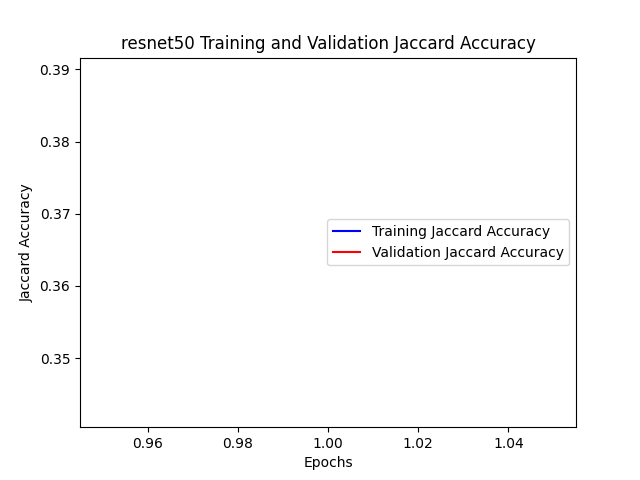 resnet50 Training and Validation Jaccard Accuracy
0.39
0.38
0.37
0.36
0.35
Jaccard Accuracy
Training Jaccard Accuracy
Validation Jaccard Accuracy
0.96 0.98 1.00 1.02 1.04
Epochs